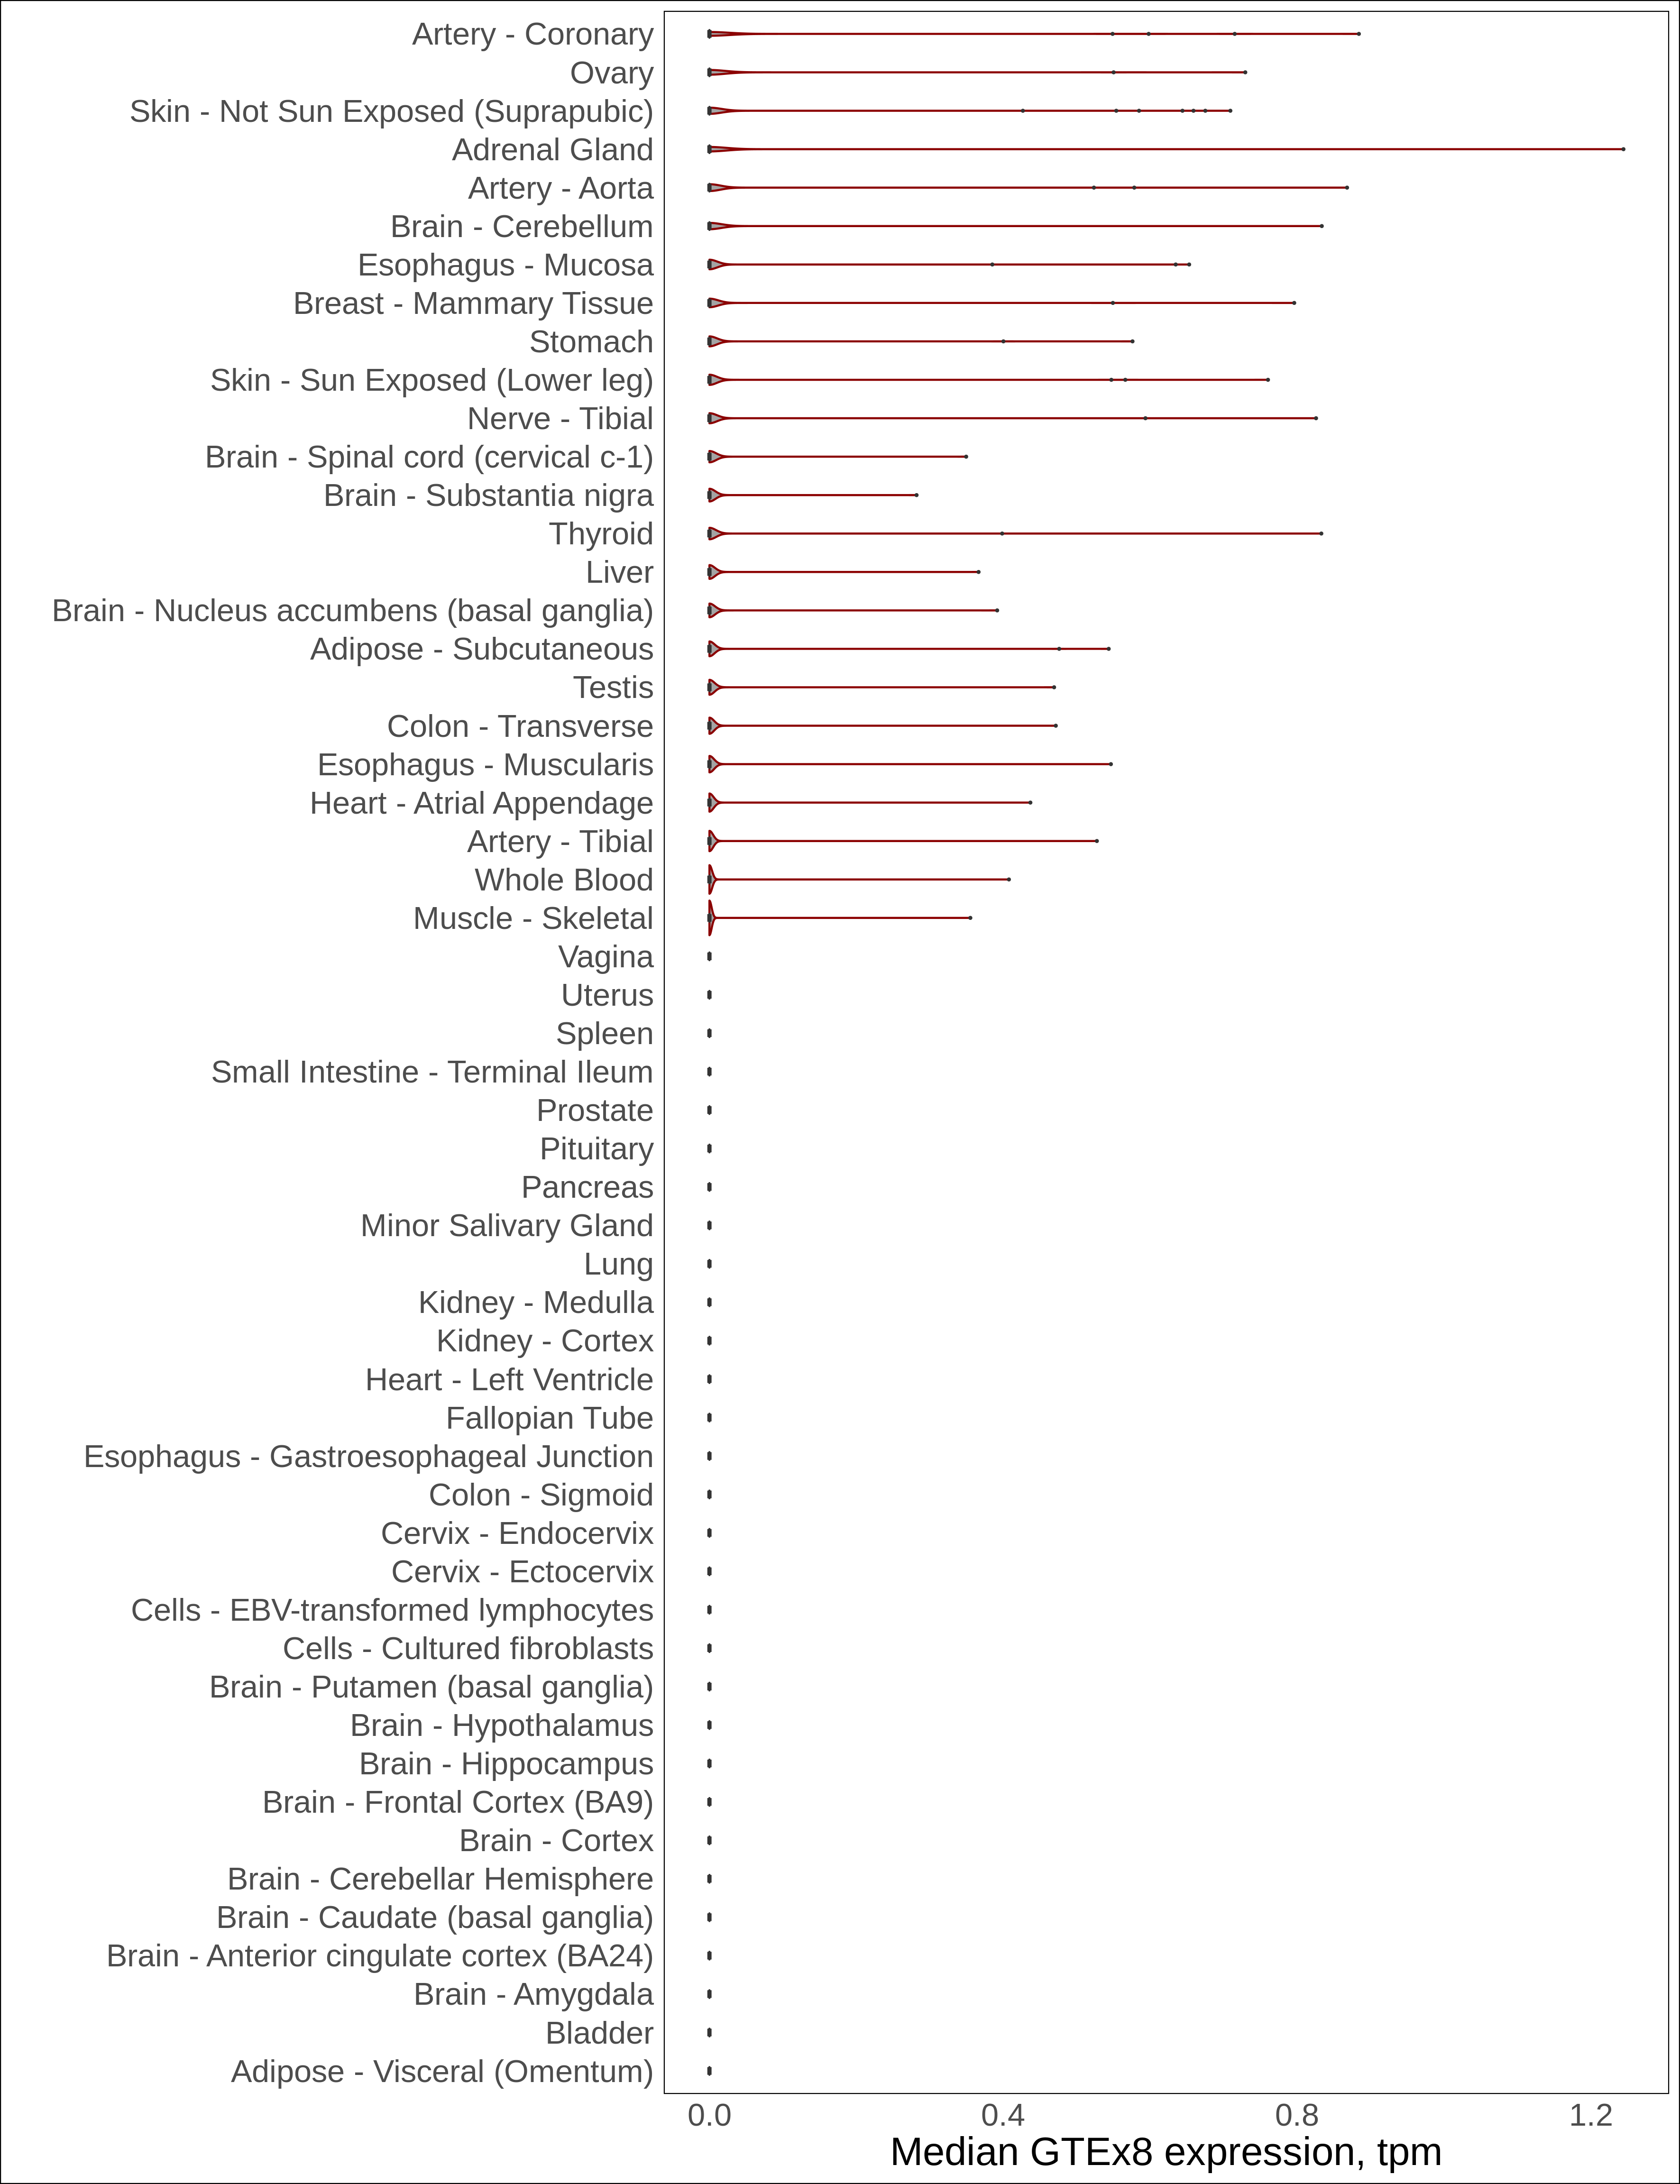 Artery - Coronary
Ovary
Skin - Not Sun Exposed (Suprapubic)
Adrenal Gland
Artery - Aorta
Brain - Cerebellum
Esophagus - Mucosa
Breast - Mammary Tissue
Stomach
Skin - Sun Exposed (Lower leg)
Nerve - Tibial
Brain - Spinal cord (cervical c-1)
Brain - Substantia nigra
Thyroid
Liver
Brain - Nucleus accumbens (basal ganglia)
Adipose - Subcutaneous
Testis
Colon - Transverse
Esophagus - Muscularis
Heart - Atrial Appendage
Artery - Tibial
Whole Blood
Muscle - Skeletal
Vagina
Uterus
Spleen
Small Intestine - Terminal Ileum
Prostate
Pituitary
Pancreas
Minor Salivary Gland
Lung
Kidney - Medulla
Kidney - Cortex
Heart - Left Ventricle
Fallopian Tube
Esophagus - Gastroesophageal Junction
Colon - Sigmoid
Cervix - Endocervix
Cervix - Ectocervix
Cells - EBV-transformed lymphocytes
Cells - Cultured fibroblasts
Brain - Putamen (basal ganglia)
Brain - Hypothalamus
Brain - Hippocampus
Brain - Frontal Cortex (BA9)
Brain - Cortex
Brain - Cerebellar Hemisphere
Brain - Caudate (basal ganglia)
Brain - Anterior cingulate cortex (BA24)
Brain - Amygdala
Bladder
Adipose - Visceral (Omentum)
0.0 0.4 0.8 1.2
Median GTEx8 expression, tpm